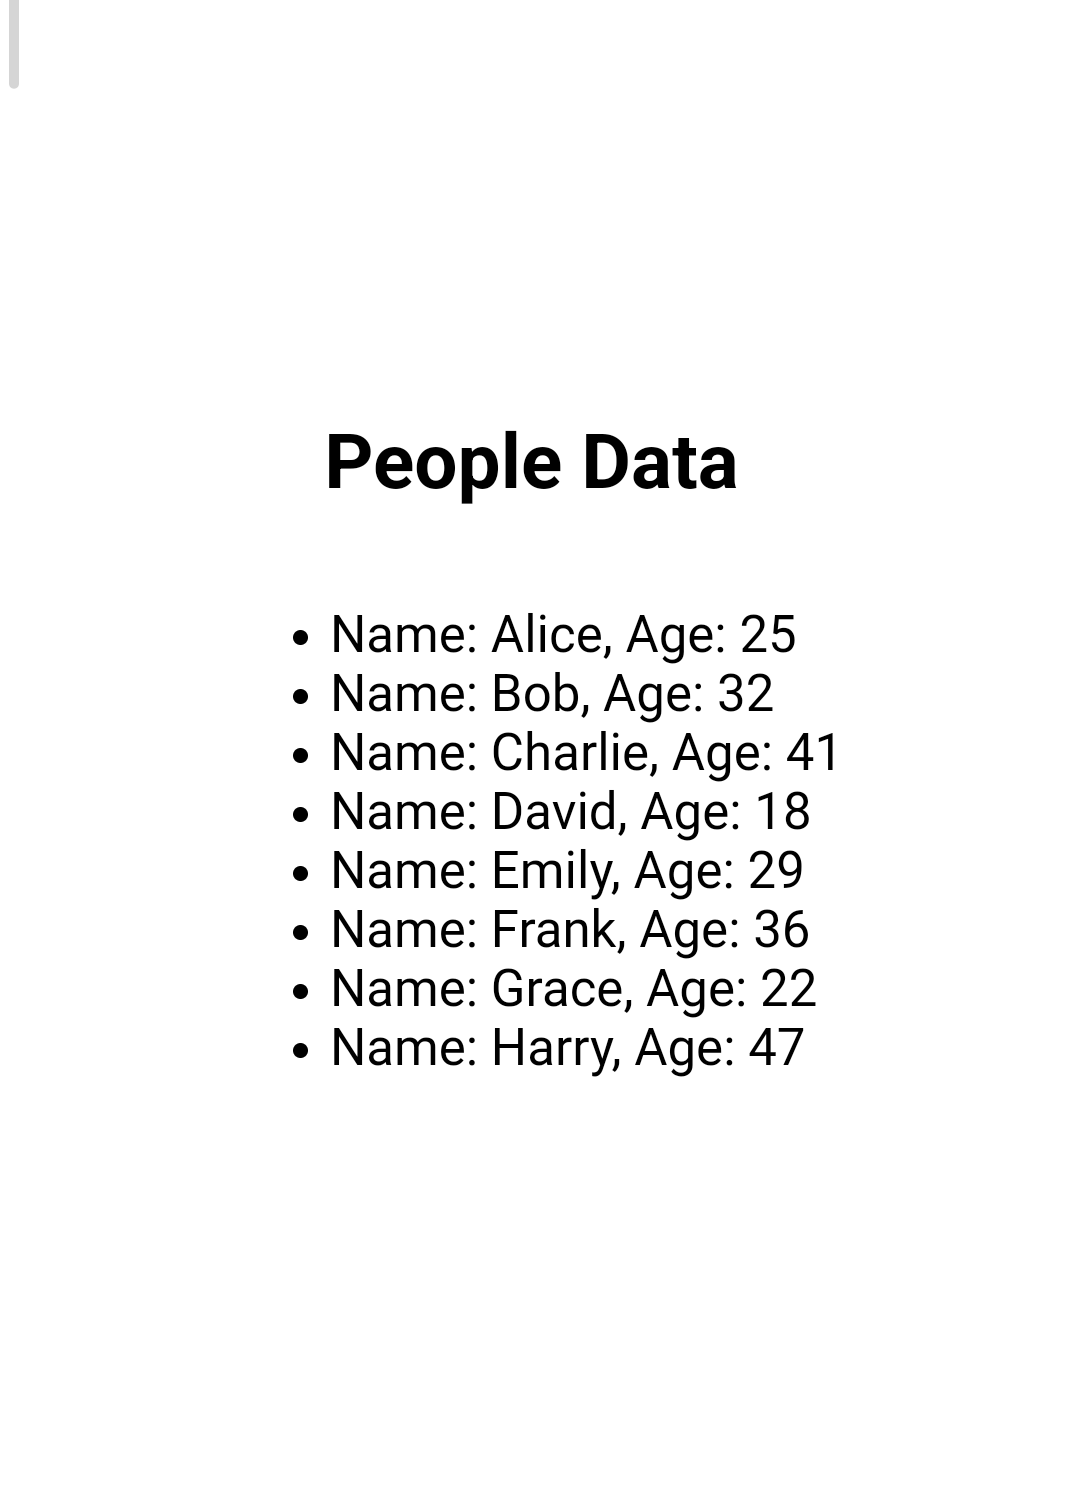 People Data
• Name: Alice, Age: 25
• Name: Bob, Age: 32
• Name: Charlie, Age: 41
• Name: David, Age: 18
• Name: Emily, Age: 29
• Name: Frank, Age: 36
• Name: Grace, Age: 22
• Name: Harry, Age: 47